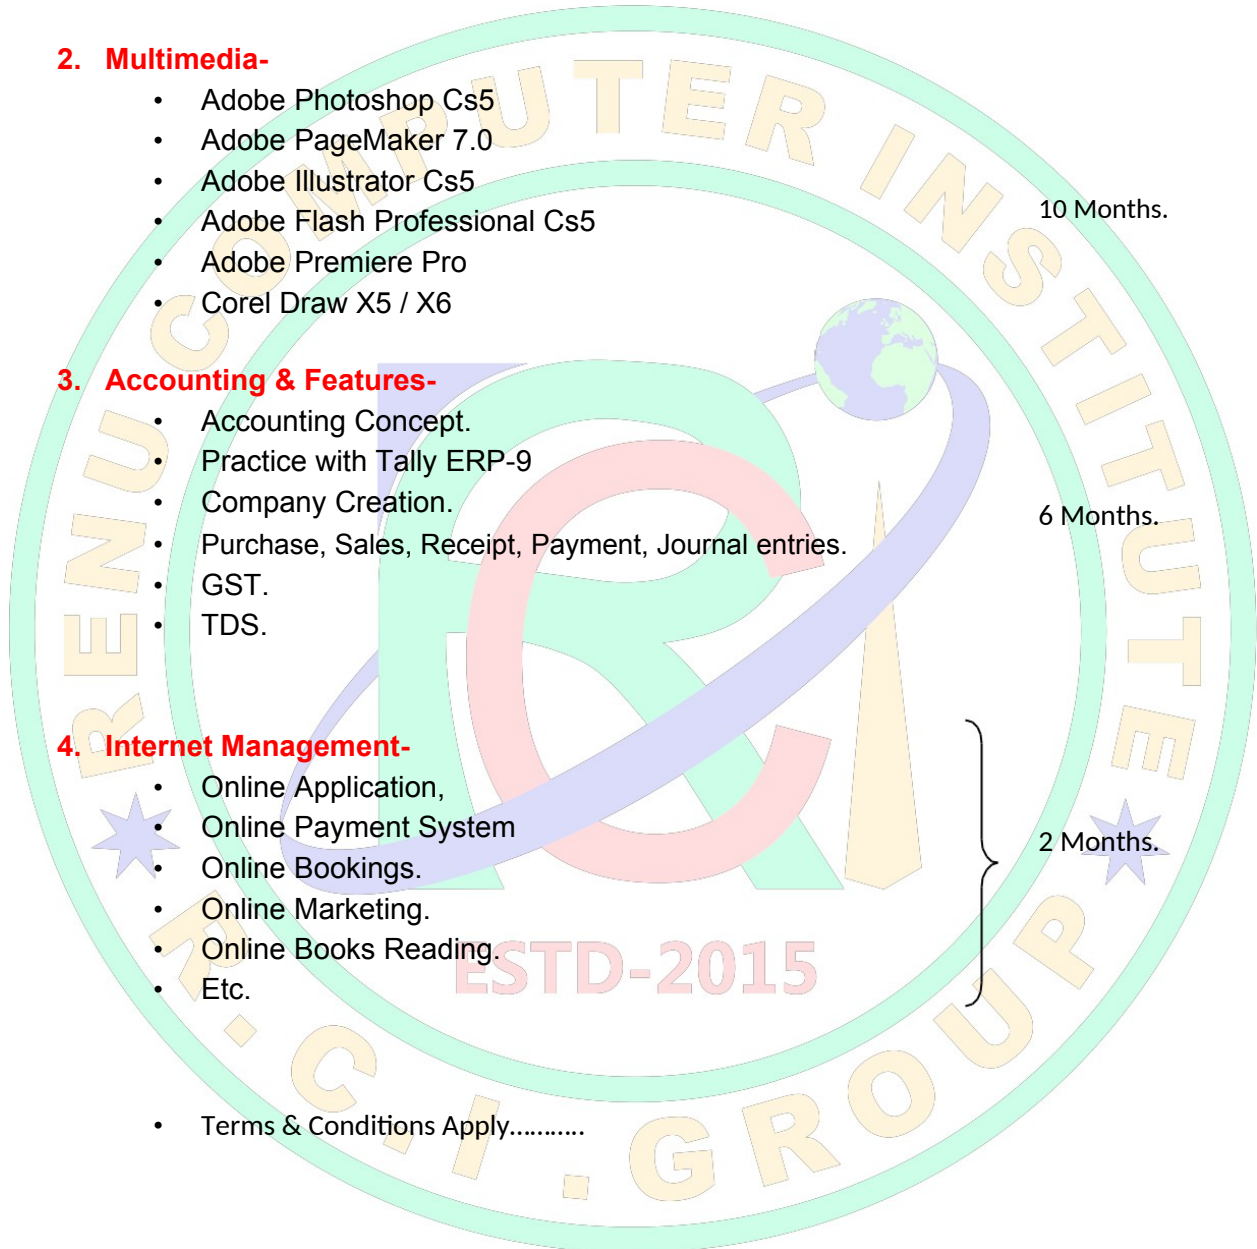 2. Multimedia-
• Adobe Photoshop Cs5
• Adobe PageMaker 7.0
• Adobe Illustrator Cs5
• Adobe Flash Professional Cs5
• Adobe Premiere Pro
• Corel Draw X5 / X6
10 Months.
3. Accounting & Features-
• Accounting Concept.
• Practice with Tally ERP-9
• Company Creation.
• Purchase, Sales, Receipt, Payment, Journal entries.
• GST.
• TDS.
6 Months.
4. Internet Management-
• Online Application,
• Online Payment System
• Online Bookings.
• Online Marketing.
• Online Books Reading.
• Etc.
2 Months.
• Terms & Conditions Apply...........
RENU COMPUTER INSTITUTE
RCI
ESTD-2015
R.C.I.GROUP